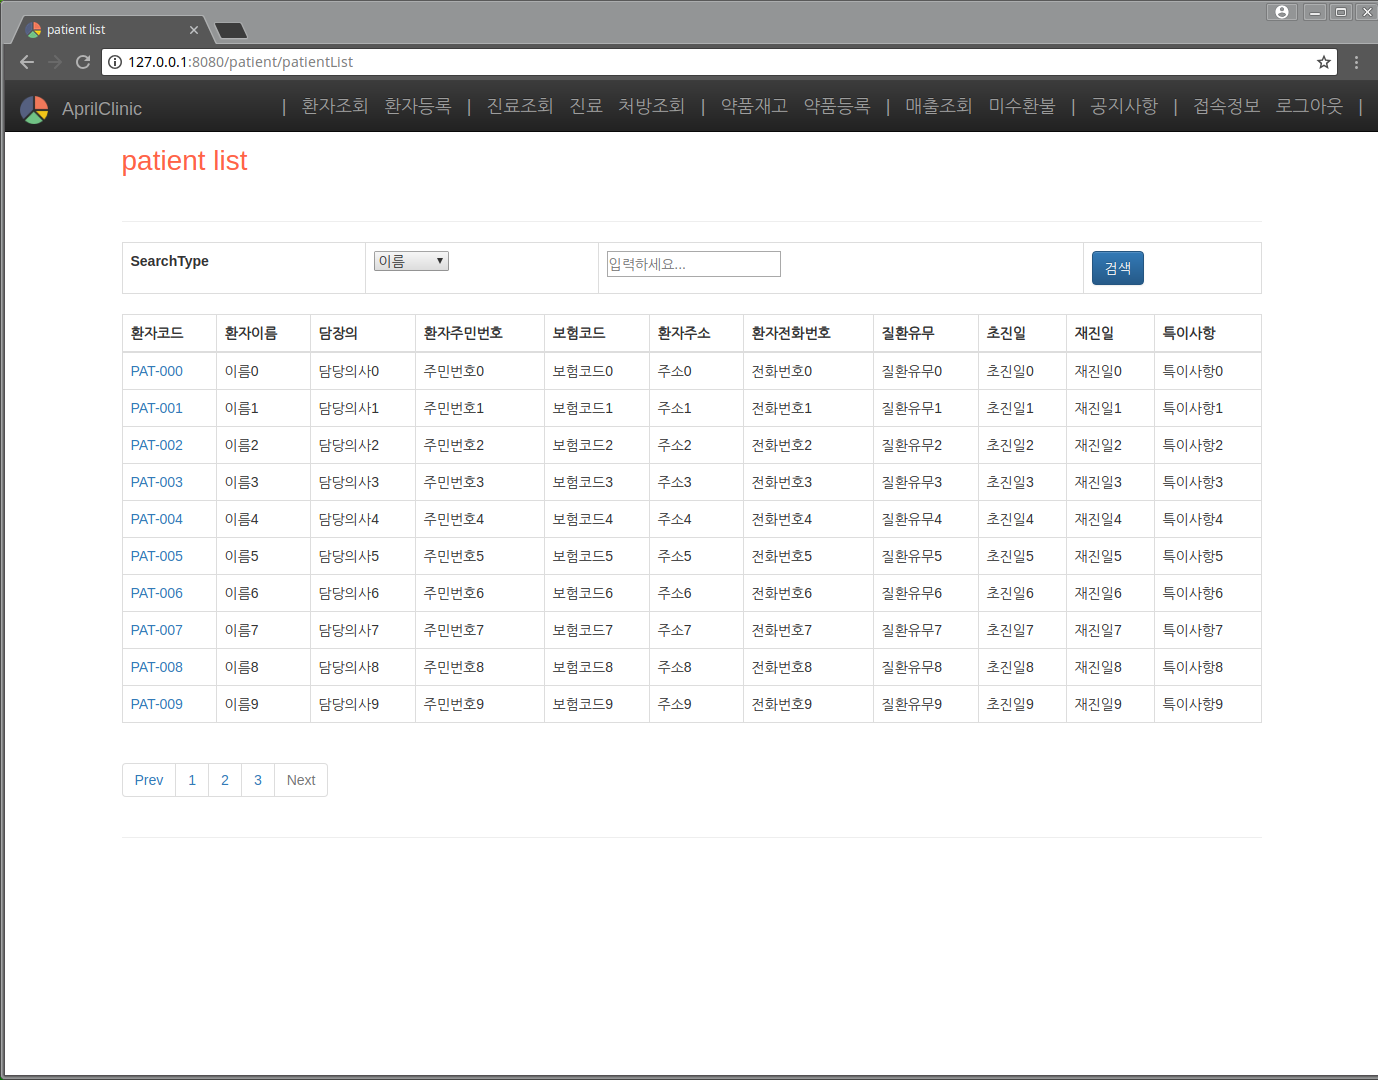 patient list
127.0.0.1:8080/patient/patientList
AprilClinic | 환자조회 환자등록 | 진료조회 진료 처방조회 | 약품재고 약품등록 | 매출조회 미수환불 | 공지사항 | 접속정보 로그아웃 |
patient list
SearchType 이름 입력하세요... 검색
환자코드 환자이름 담장의 환자주민번호 보험코드 환자주소 환자전화번호 질환유무 초진일 재진일 특이사항
PAT-000 이름0 담당의사0 주민번호0 보험코드0 주소0 전화번호0 질환유무0 초진일0 재진일0 특이사항0
PAT-001 이름1 담당의사1 주민번호1 보험코드1 주소1 전화번호1 질환유무1 초진일1 재진일1 특이사항1
PAT-002 이름2 담당의사2 주민번호2 보험코드2 주소2 전화번호2 질환유무2 초진일2 재진일2 특이사항2
PAT-003 이름3 담당의사3 주민번호3 보험코드3 주소3 전화번호3 질환유무3 초진일3 재진일3 특이사항3
PAT-004 이름4 담당의사4 주민번호4 보험코드4 주소4 전화번호4 질환유무4 초진일4 재진일4 특이사항4
PAT-005 이름5 담당의사5 주민번호5 보험코드5 주소5 전화번호5 질환유무5 초진일5 재진일5 특이사항5
PAT-006 이름6 담당의사6 주민번호6 보험코드6 주소6 전화번호6 질환유무6 초진일6 재진일6 특이사항6
PAT-007 이름7 담당의사7 주민번호7 보험코드7 주소7 전화번호7 질환유무7 초진일7 재진일7 특이사항7
PAT-008 이름8 담당의사8 주민번호8 보험코드8 주소8 전화번호8 질환유무8 초진일8 재진일8 특이사항8
PAT-009 이름9 담당의사9 주민번호9 보험코드9 주소9 전화번호9 질환유무9 초진일9 재진일9 특이사항9
Prev 1 2 3 Next